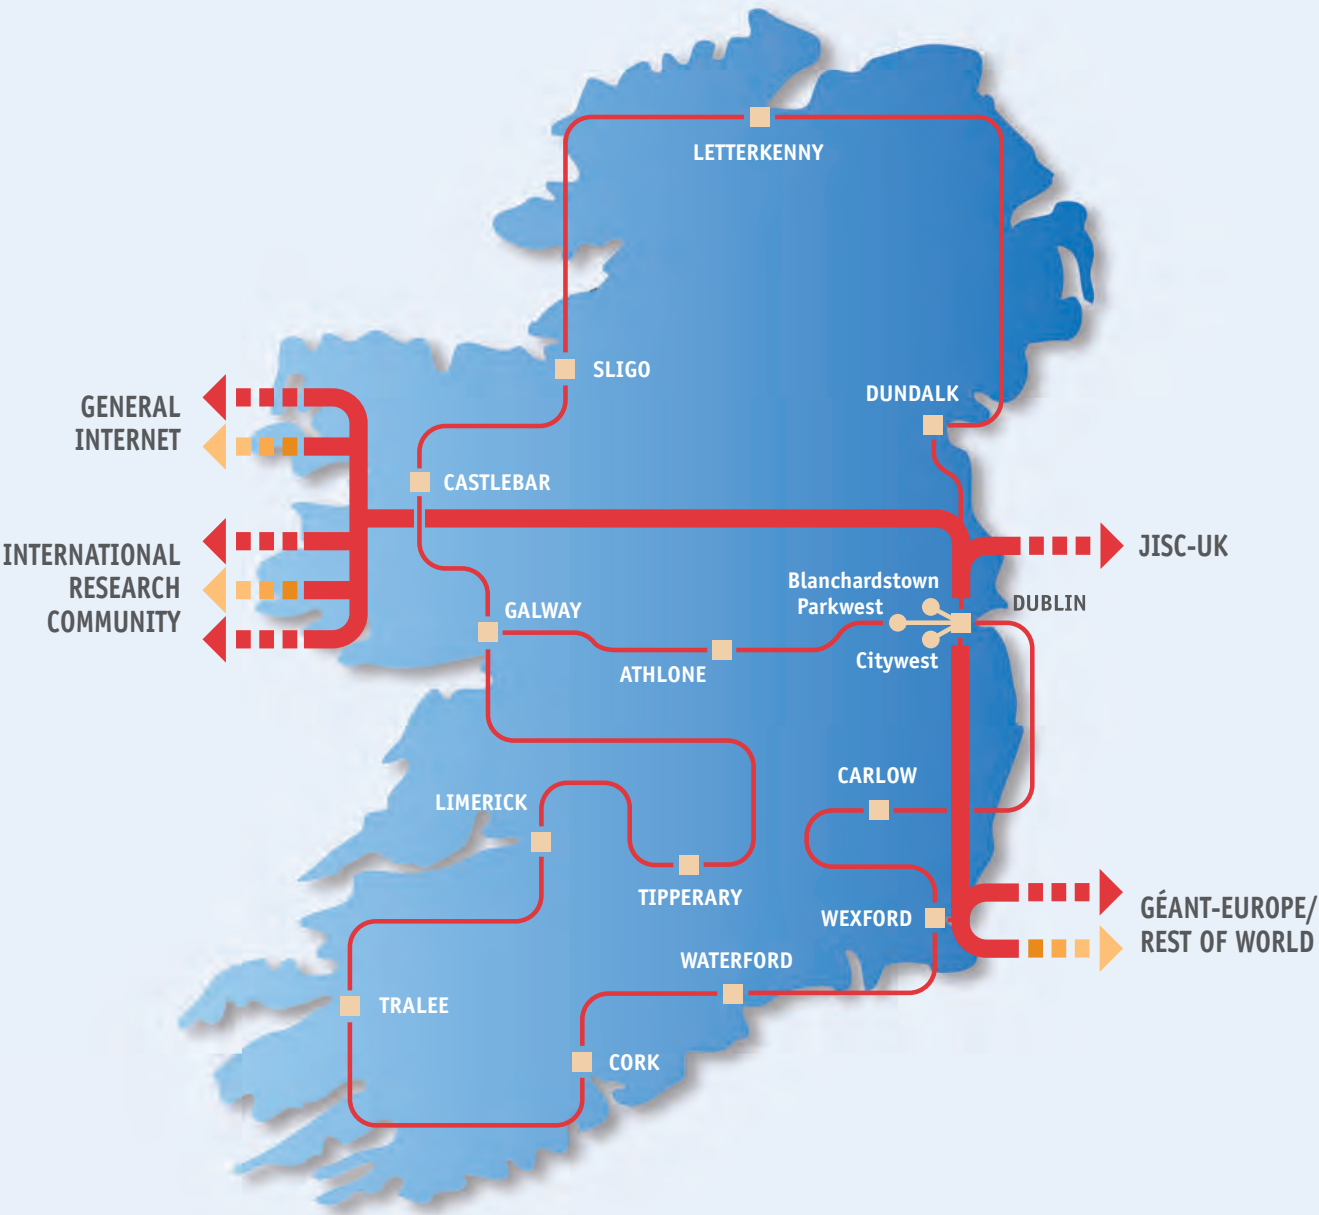 LETTERKENNY
SLIGO
DUNDALK
GENERAL
INTERNET
CASTLEBAR
INTERNATIONAL
RESEARCH
COMMUNITY
JISC-UK
Blanchardstown
Parkwest
DUBLIN
GALWAY
Citywest
ATHLONE
CARLOW
LIMERICK
TIPPERARY
WEXFORD
GÉANT-EUROPE/
REST OF WORLD
WATERFORD
TRALEE
CORK